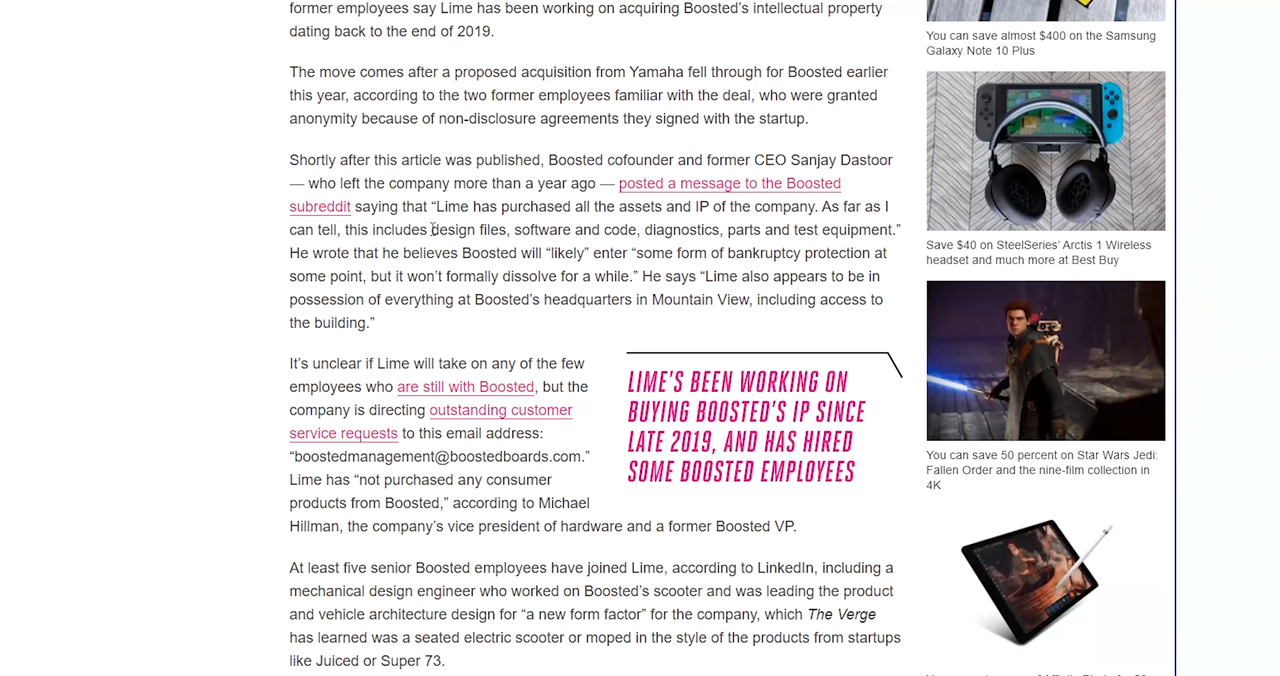 former employees say Lime has been working on acquiring Boosted’s intellectual property
dating back to the end of 2019.
The move comes after a proposed acquisition from Yamaha fell through for Boosted earlier
this year, according to the two former employees familiar with the deal, who were granted
anonymity because of non-disclosure agreements they signed with the startup.
Shortly after this article was published, Boosted cofounder and former CEO Sanjay Dastoor
— who left the company more than a year ago — posted a message to the Boosted
subreddit saying that “Lime has purchased all the assets and IP of the company. As far as I
can tell, this includes design files, software and code, diagnostics, parts and test equipment.”
He wrote that he believes Boosted will “likely” enter “some form of bankruptcy protection at
some point, but it won’t formally dissolve for a while.” He says “Lime also appears to be in
possession of everything at Boosted’s headquarters in Mountain View, including access to
the building.”
It’s unclear if Lime will take on any of the few
employees who are still with Boosted, but the
company is directing outstanding customer
service requests to this email address:
“boostedmanagement@boostedboards.com.”
Lime has “not purchased any consumer
products from Boosted,” according to Michael
Hillman, the company’s vice president of hardware and a former Boosted VP.
LIME’S BEEN WORKING ON
BUYING BOOSTED’S IP SINCE
LATE 2019, AND HAS HIRED
SOME BOOSTED EMPLOYEES
At least five senior Boosted employees have joined Lime, according to LinkedIn, including a
mechanical design engineer who worked on Boosted’s scooter and was leading the product
and vehicle architecture design for “a new form factor” for the company, which The Verge
has learned was a seated electric scooter or moped in the style of the products from startups
like Juiced or Super 73.
You can save almost $400 on the Samsung
Galaxy Note 10 Plus
Save $40 on SteelSeries’ Arctis 1 Wireless
headset and much more at Best Buy
You can save 50 percent on Star Wars Jedi:
Fallen Order and the nine-film collection in
4K